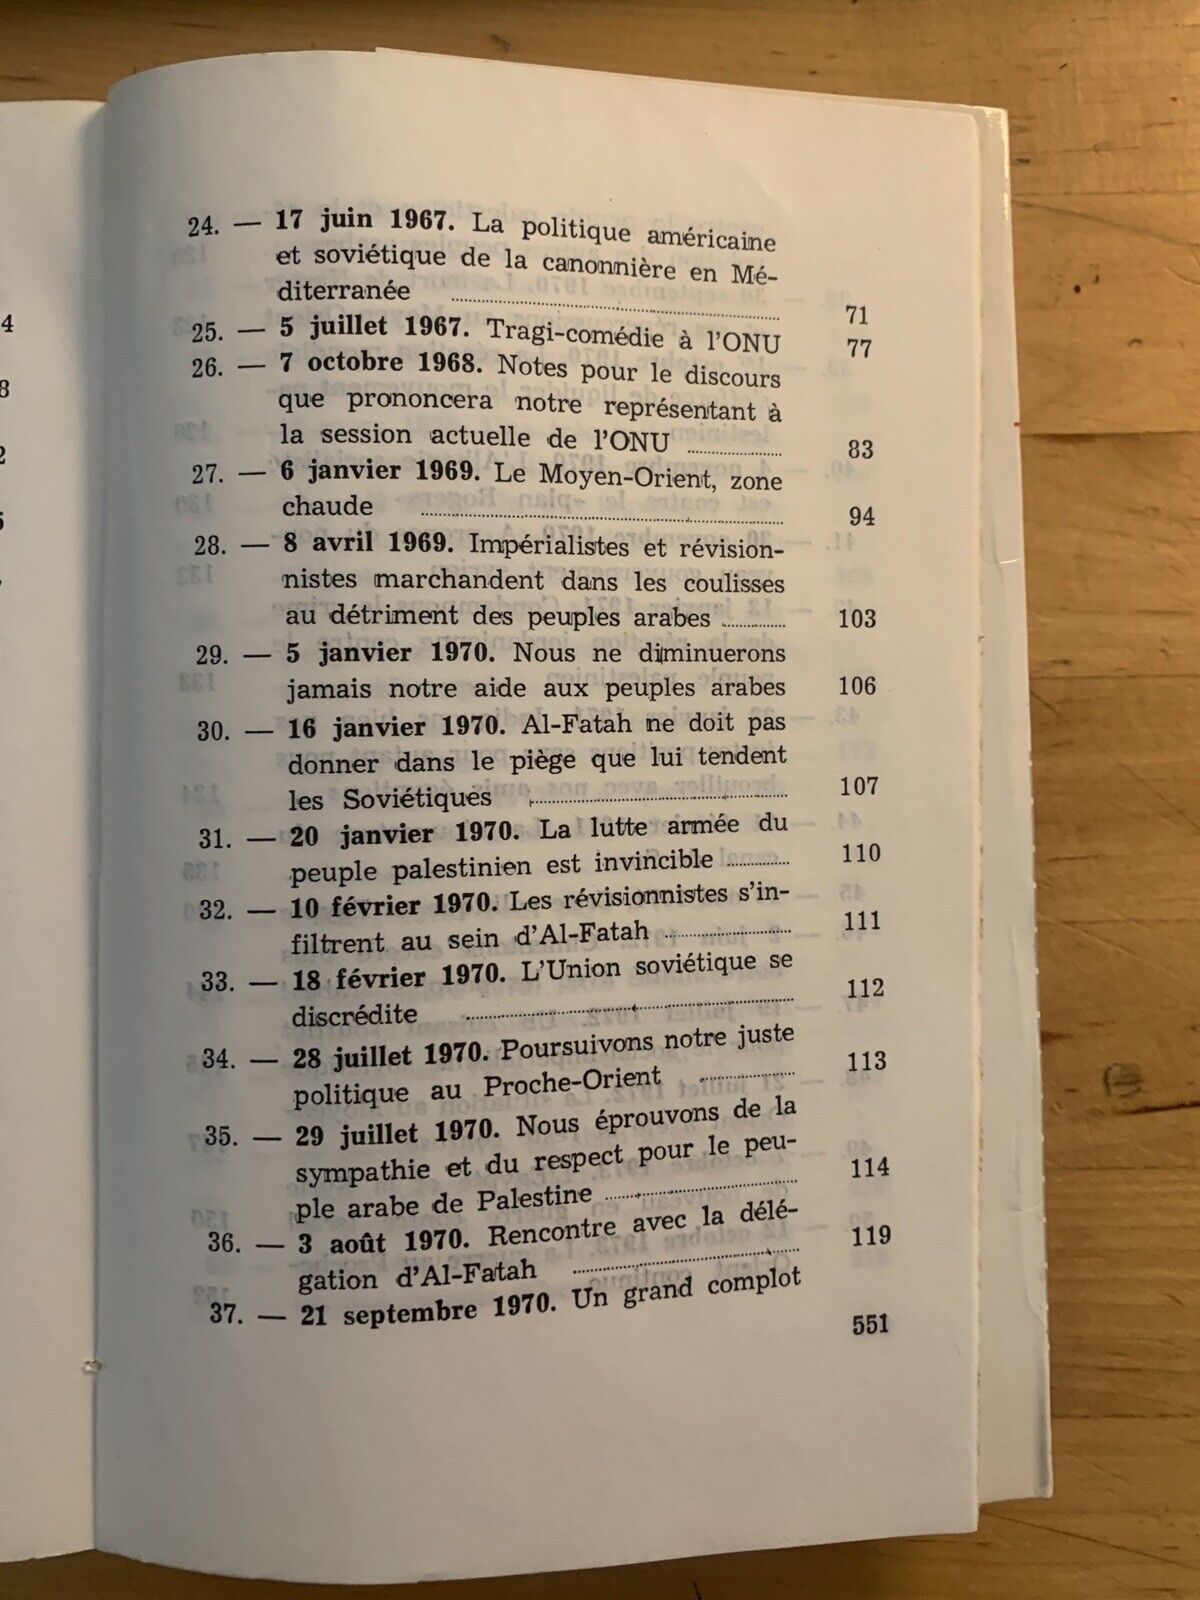 24. — 17 juin 1967. La politique américaine
et soviétique de la canonnière en Mé-
diterranée ........ 71
25. — 5 juillet 1967. Tragi-comédie à l'ONU 77
26. — 7 octobre 1968. Notes pour le discours
que prononcera notre représentant à
la session actuelle de l'ONU ........ 83
27. — 6 janvier 1969. Le Moyen-Orient, zone
chaude ........ 94
28. — 8 avril 1969. Impérialistes et révision-
nistes marchandent dans les coulisses
au détriment des peuples arabes ........ 103
29. — 5 janvier 1970. Nous ne diminuerons
jamais notre aide aux peuples arabes 106
30. — 16 janvier 1970. Al-Fatah ne doit pas
donner dans le piège que lui tendent
les Soviétiques ........ 107
31. — 20 janvier 1970. La lutte armée du
peuple palestinien est invincible ........ 110
32. — 10 février 1970. Les révisionnistes s'in-
filtrent au sein d'Al-Fatah ........ 111
33. — 18 février 1970. L'Union soviétique se
discrédite ........ 112
34. — 28 juillet 1970. Poursuivons notre juste
politique au Proche-Orient ........ 113
35. — 29 juillet 1970. Nous éprouvons de la
sympathie et du respect pour le peu-
ple arabe de Palestine ........ 114
36. — 3 août 1970. Rencontre avec la délé-
gation d'Al-Fatah ........ 119
37. — 21 septembre 1970. Un grand complot
551